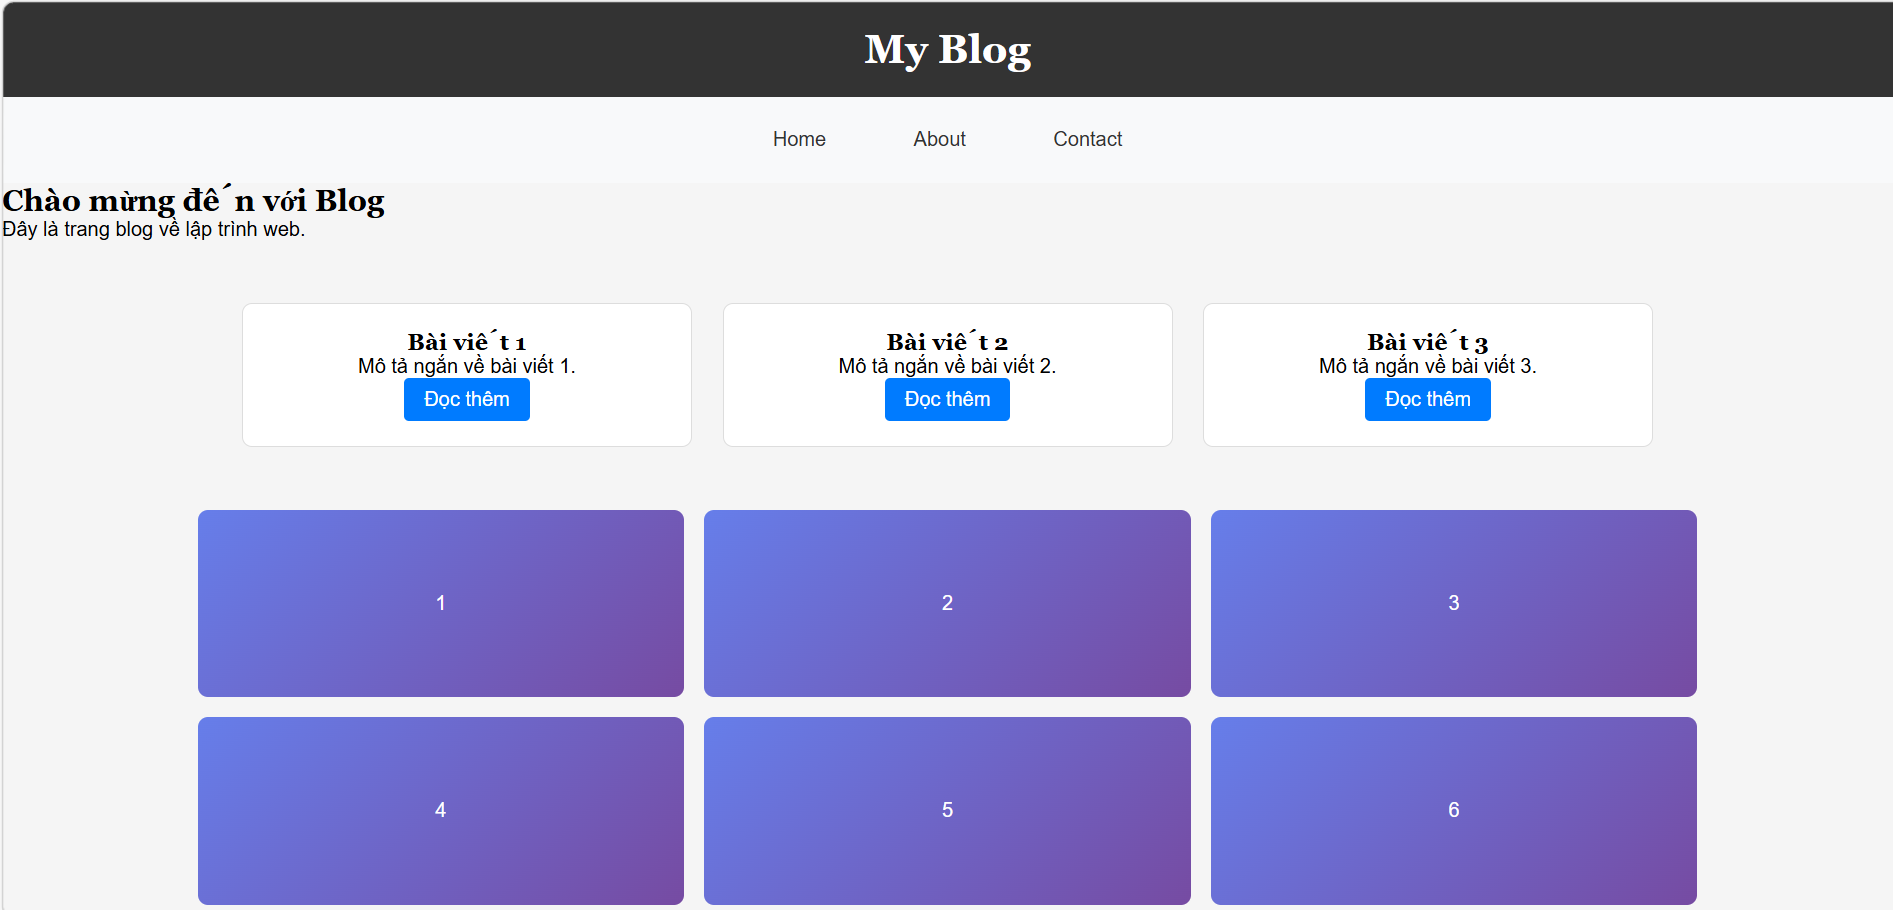 My Blog
Home About Contact
Chào mừng đến với Blog
Đây là trang blog về lập trình web.
Bài viết 1
Mô tả ngắn về bài viết 1.
Đọc thêm
Bài viết 2
Mô tả ngắn về bài viết 2.
Đọc thêm
Bài viết 3
Mô tả ngắn về bài viết 3.
Đọc thêm
1
2
3
4
5
6